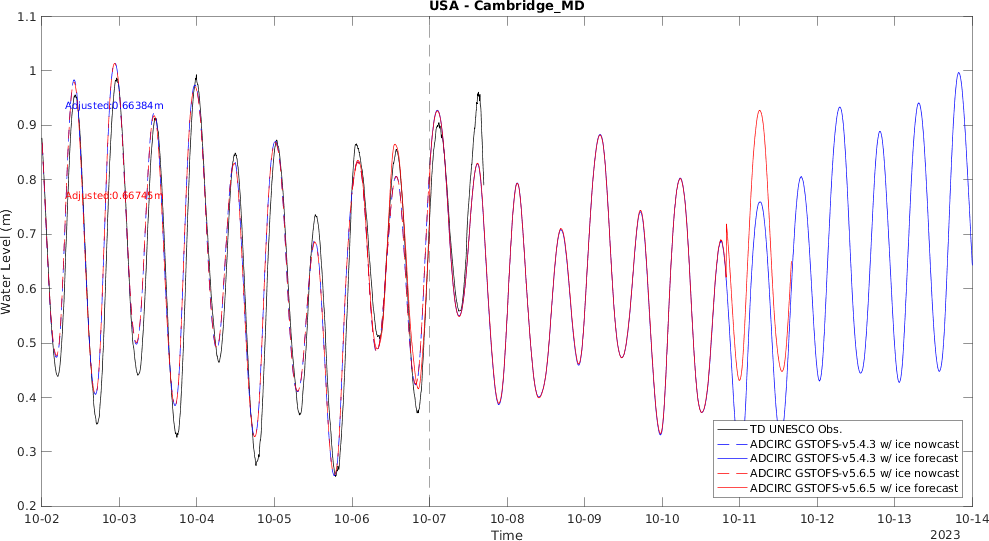 USA - Cambridge_MD
1.1
1
0.9
0.8
0.7
0.6
0.5
0.4
0.3
0.2
Water Level (m)
Adjusted:0.66384m
Adjusted:0.66745m
TD UNESCO Obs.
ADCIRC GSTOFS-v5.4.3 w/ ice nowcast
ADCIRC GSTOFS-v5.4.3 w/ ice forecast
ADCIRC GSTOFS-v5.6.5 w/ ice nowcast
ADCIRC GSTOFS-v5.6.5 w/ ice forecast
10-02 10-03 10-04 10-05 10-06 10-07 10-08 10-09 10-10 10-11 10-12 10-13 10-14
Time
2023